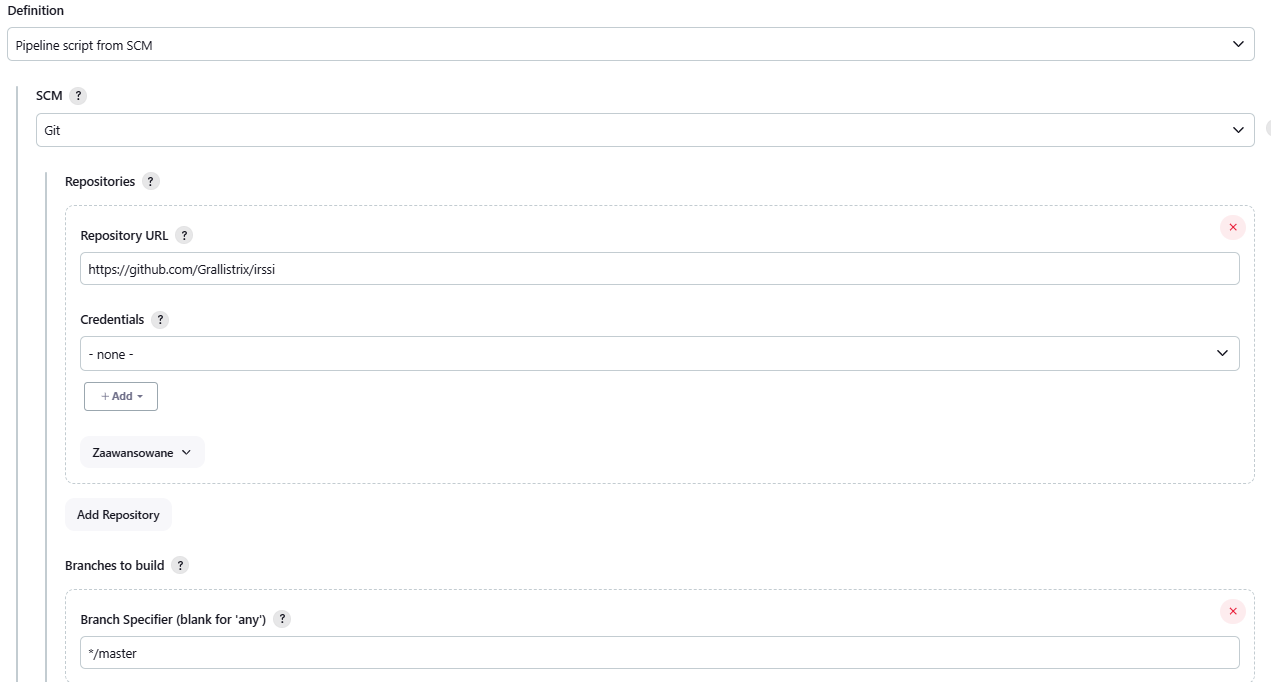 Definition
Pipeline script from SCM
SCM ?
Git
Repositories ?
Repository URL ?
https://github.com/Grallistrix/irssi
Credentials ?
- none -
+ Add
Zaawansowane
Add Repository
Branches to build ?
Branch Specifier (blank for 'any') ?
*/master